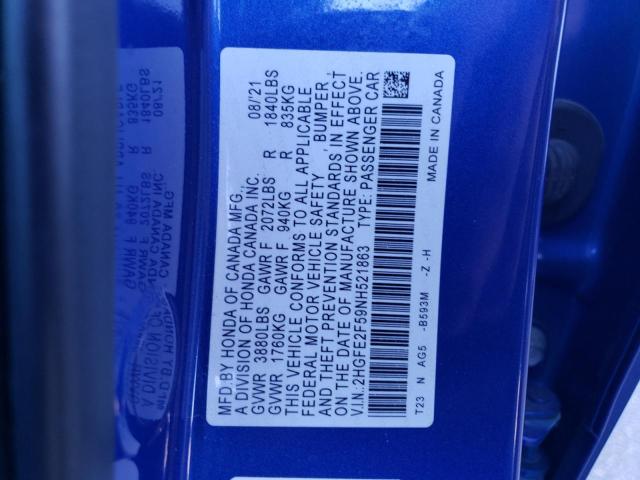 MFD.BY HONDA OF CANADA MFG., 08/'21
A DIVISION OF HONDA CANADA INC.
GVWR 3880LBS GAWR F 2072LBS R 1840LBS
GVWR 1760KG GAWR F 940KG R 835KG
THIS VEHICLE CONFORMS TO ALL APPLICABLE
FEDERAL MOTOR VEHICLE SAFETY , BUMPER ,
AND THEFT PREVENTION STANDARDS IN EFFECT
ON THE DATE OF MANUFACTURE SHOWN ABOVE.
V.I.N.: 2HGFE2F59NH521863 TYPE: PASSENGER CAR
T23 N AG5 -B593M -Z -H
MADE IN CANADA